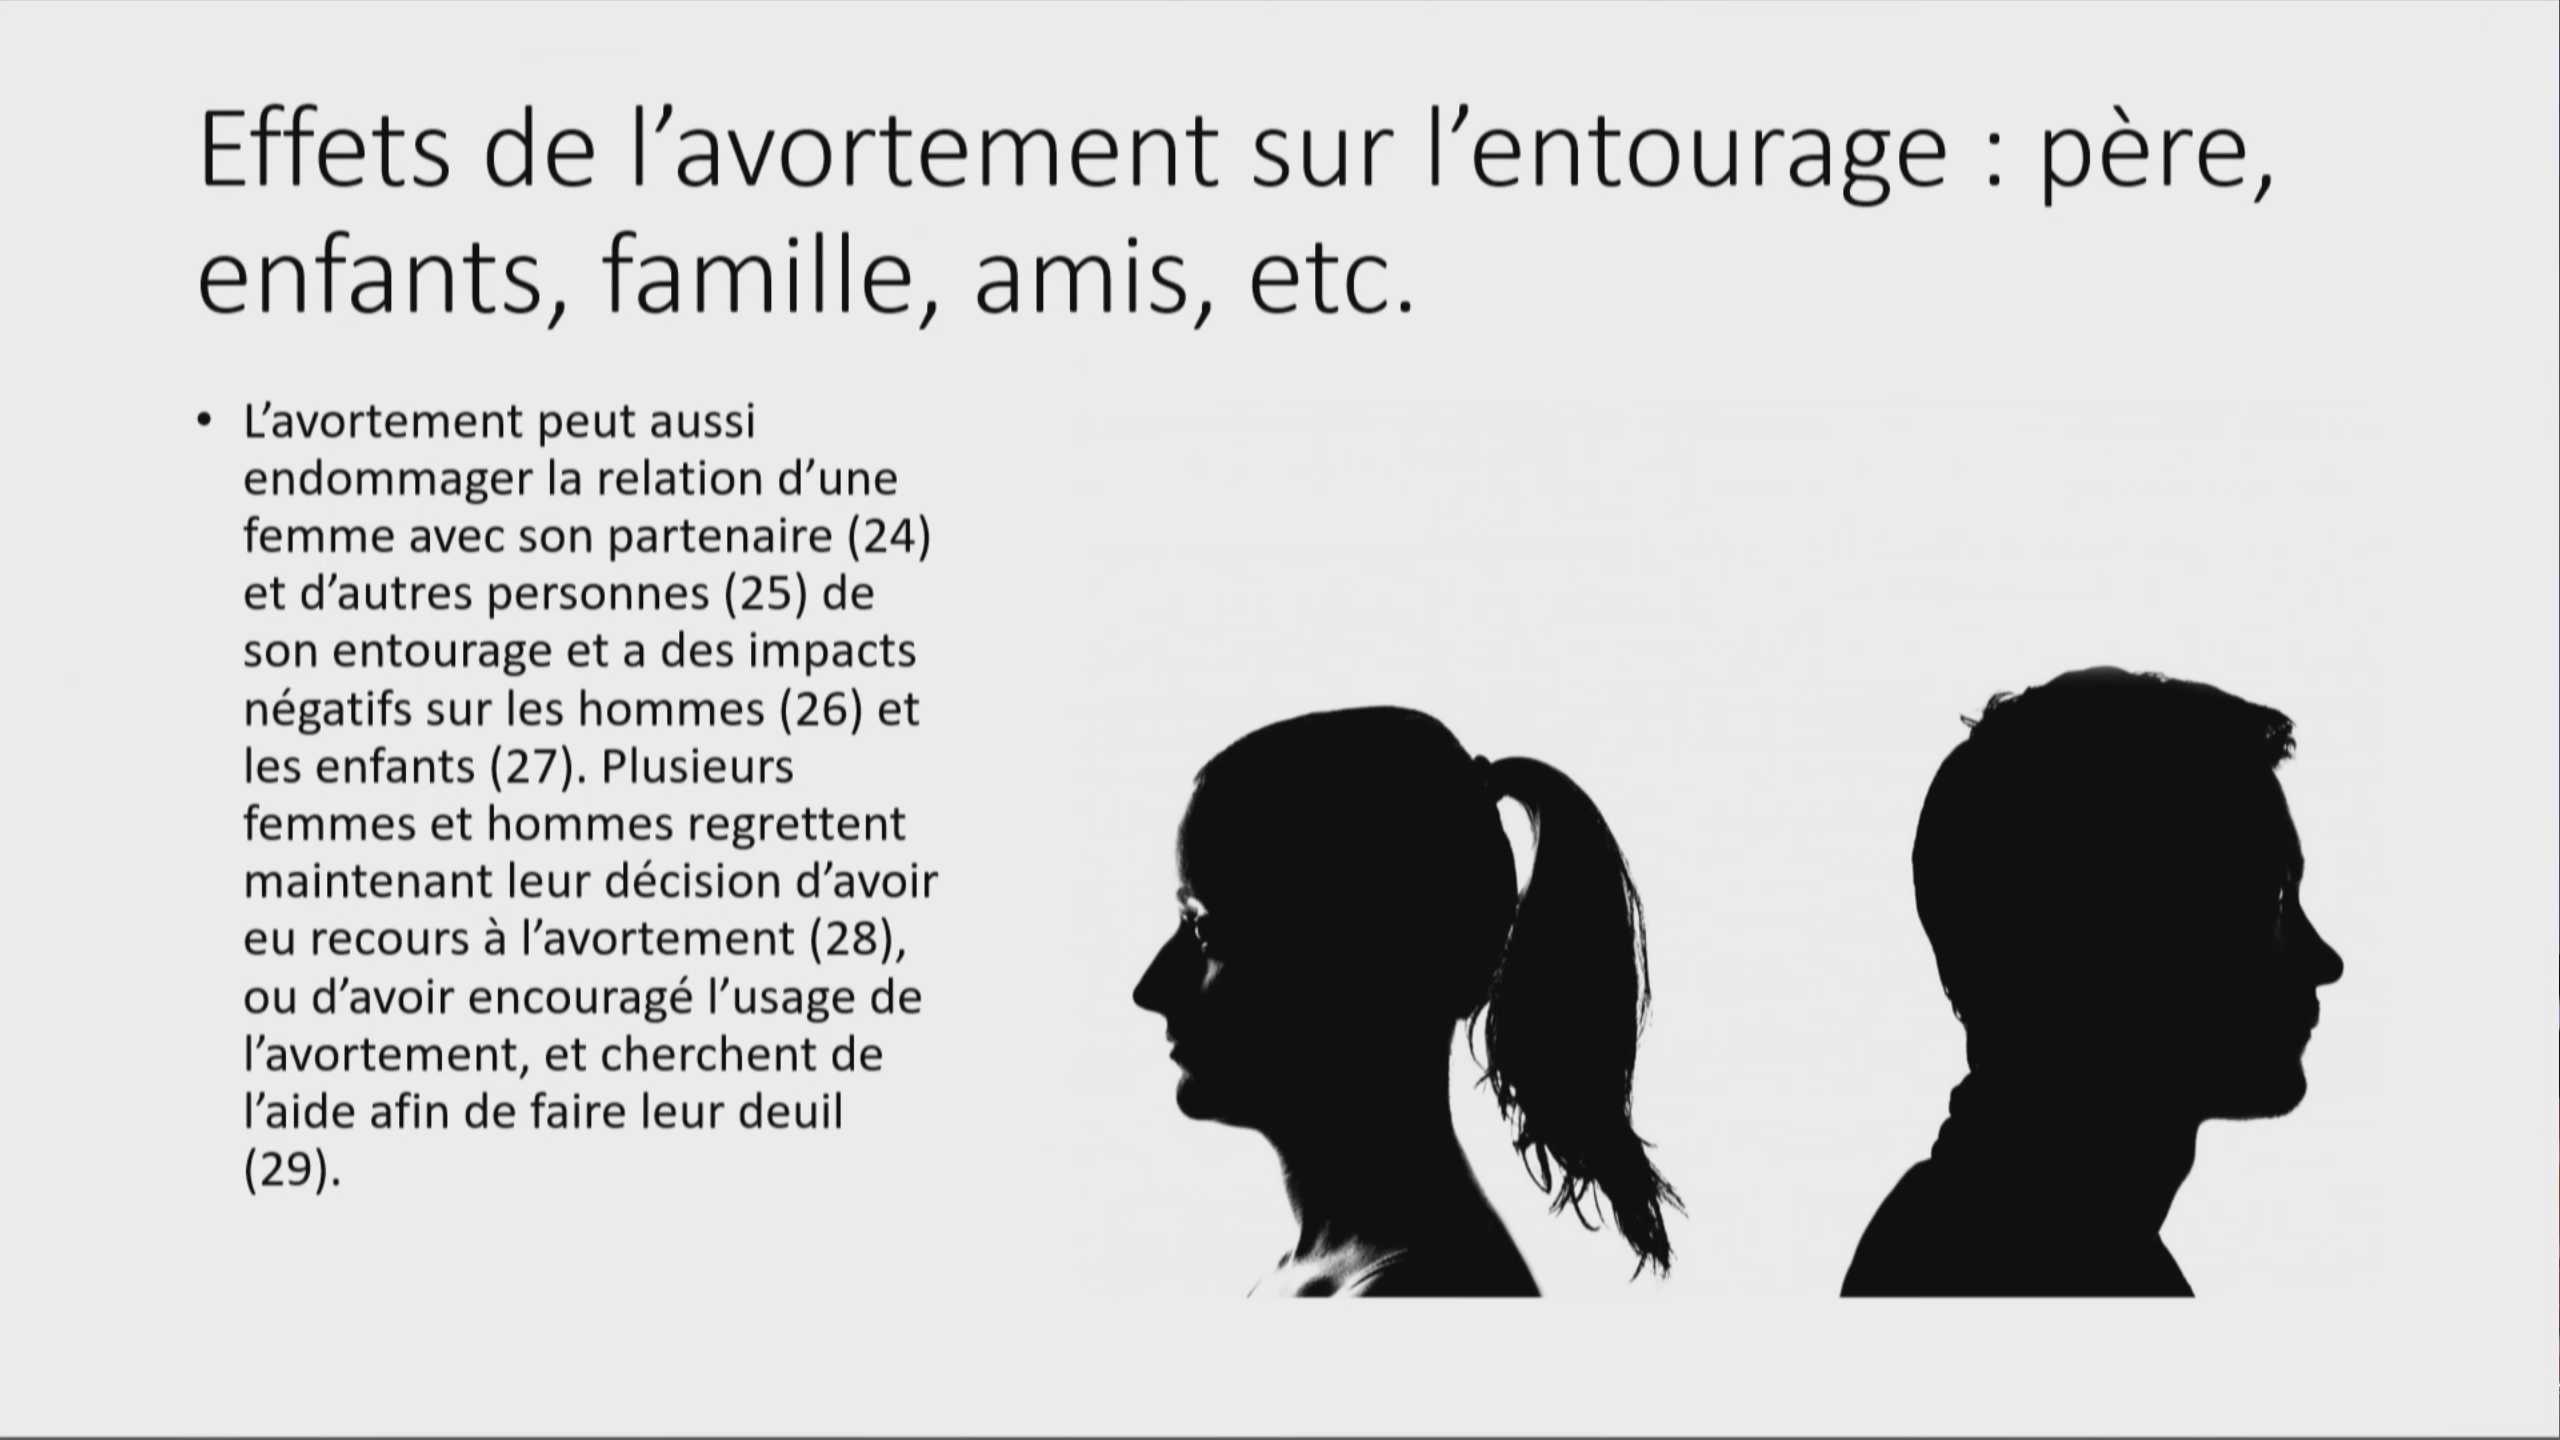 Effets de l’avortement sur l’entourage : père,
enfants, famille, amis, etc.
• L’avortement peut aussi
endommager la relation d’une
femme avec son partenaire (24)
et d’autres personnes (25) de
son entourage et a des impacts
négatifs sur les hommes (26) et
les enfants (27). Plusieurs
femmes et hommes regrettent
maintenant leur décision d’avoir
eu recours à l’avortement (28),
ou d’avoir encouragé l’usage de
l’avortement, et cherchent de
l’aide afin de faire leur deuil
(29).